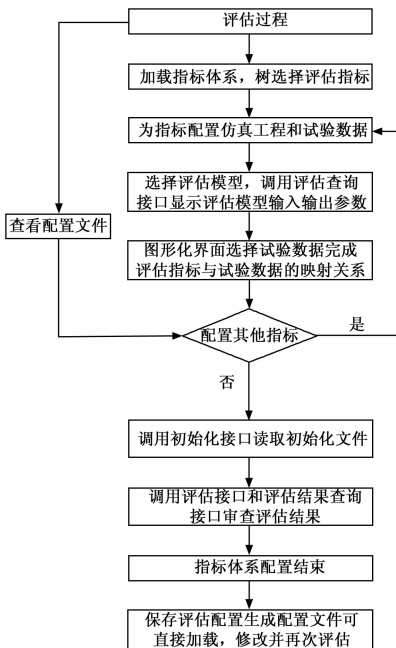 评估过程
加载指标体系，树选择评估指标
为指标配置仿真工程和试验数据
选择评估模型，调用评估查询
接口显示评估模型输入输出参数
查看配置文件
图形化界面选择试验数据完成
评估指标与试验数据的映射关系
配置其他指标
是
否
调用初始化接口读取初始化文件
调用评估接口和评估结果查询
接口审查评估结果
指标体系配置结束
保存评估配置生成配置文件可
直接加载，修改并再次评估